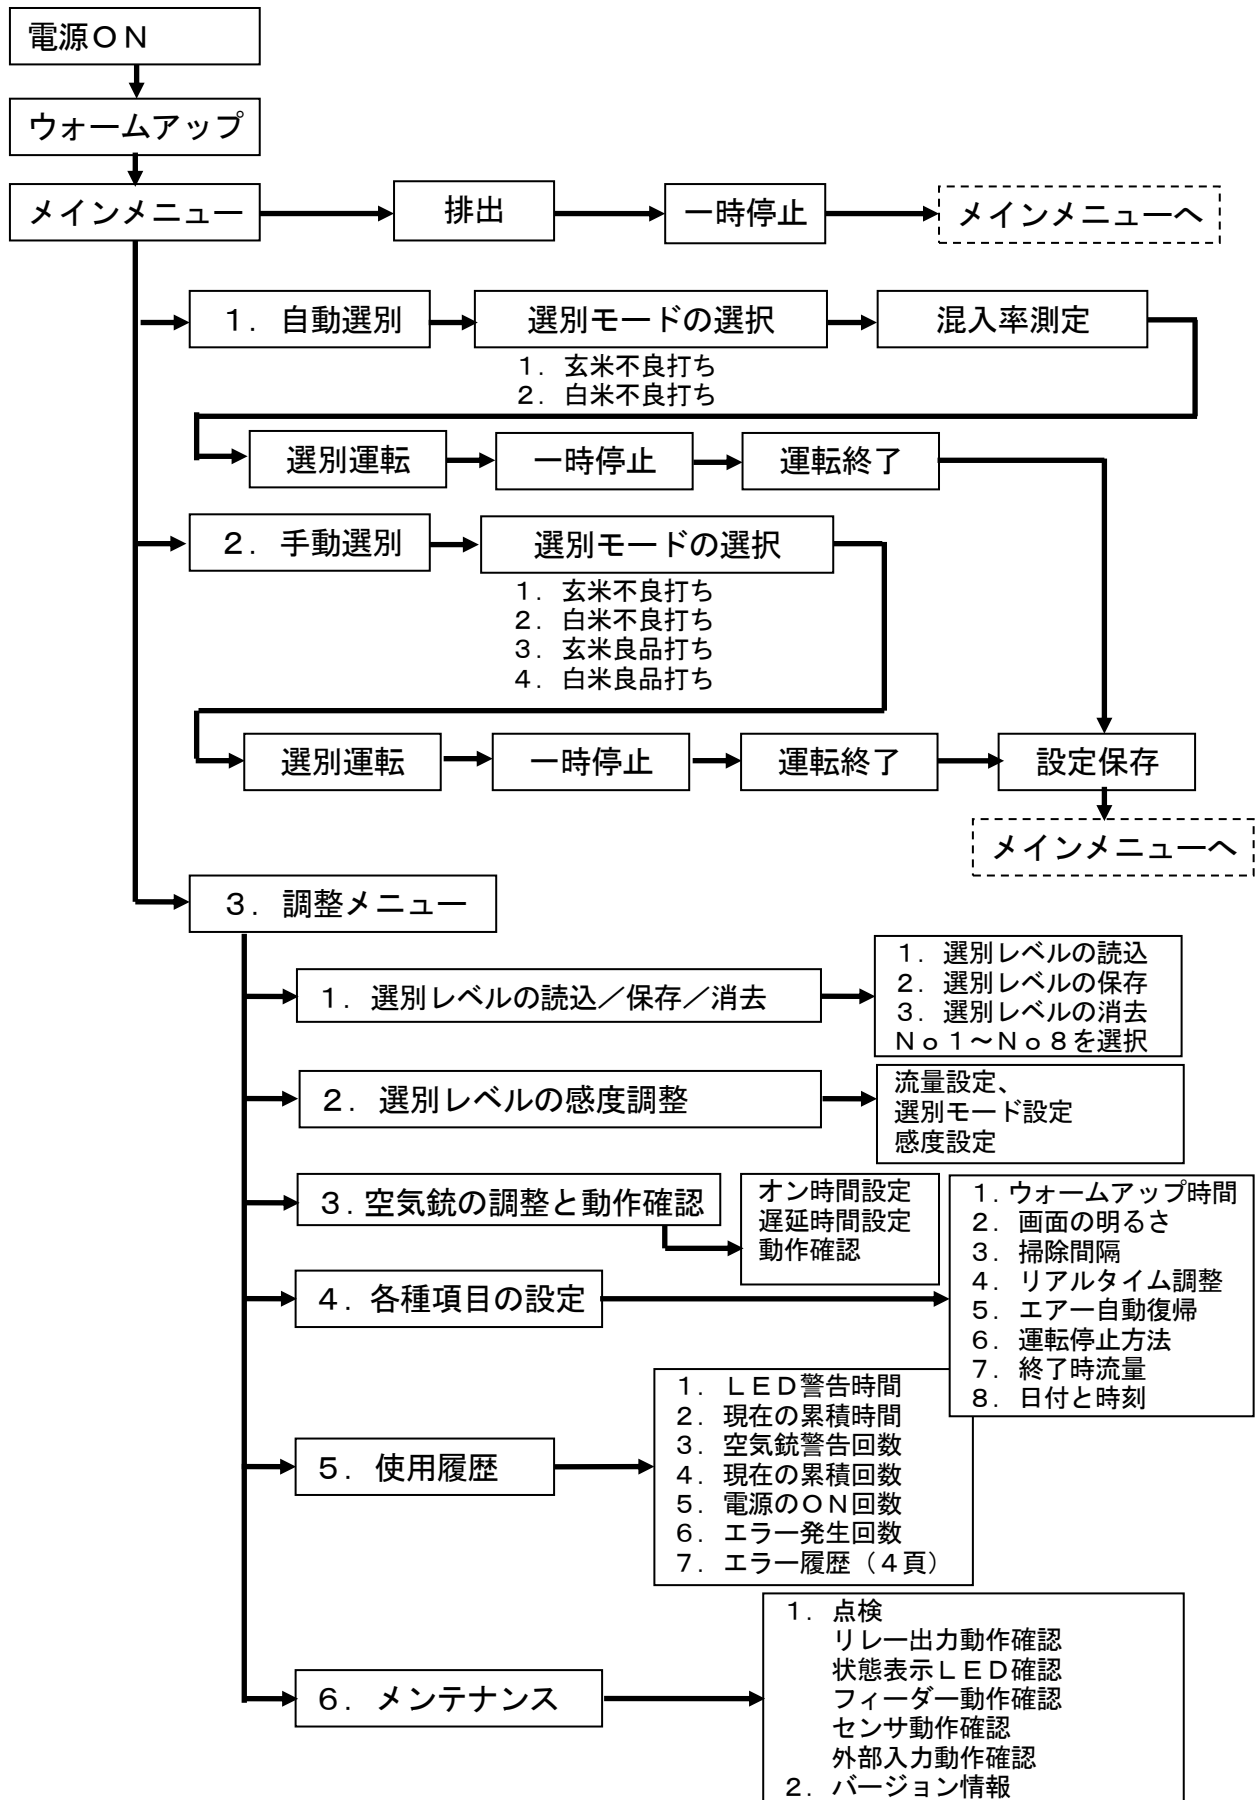 電源ＯＮ
ウォームアップ
メインメニュー
排出
一時停止
メインメニューへ
１．自動選別
選別モードの選択
混入率測定
１．玄米不良打ち
２．白米不良打ち
選別運転
一時停止
運転終了
２．手動選別
選別モードの選択
１．玄米不良打ち
２．白米不良打ち
３．玄米良品打ち
４．白米良品打ち
選別運転
一時停止
運転終了
設定保存
メインメニューへ
３．調整メニュー
１．選別レベルの読込／保存／消去
１．選別レベルの読込
２．選別レベルの保存
３．選別レベルの消去
Ｎｏ１～Ｎｏ８を選択
２．選別レベルの感度調整
流量設定、
選別モード設定
感度設定
３．空気銃の調整と動作確認
オン時間設定
遅延時間設定
動作確認
４．各種項目の設定
１．ウォームアップ時間
２．画面の明るさ
３．掃除間隔
４．リアルタイム調整
５．エアー自動復帰
６．運転停止方法
７．終了時流量
８．日付と時刻
５．使用履歴
１．ＬＥＤ警告時間
２．現在の累積時間
３．空気銃警告回数
４．現在の累積回数
５．電源のＯＮ回数
６．エラー発生回数
７．エラー履歴（４頁）
６．メンテナンス
１．点検
リレー出力動作確認
状態表示ＬＥＤ確認
フィーダー動作確認
センサ動作確認
外部入力動作確認
２．バージョン情報